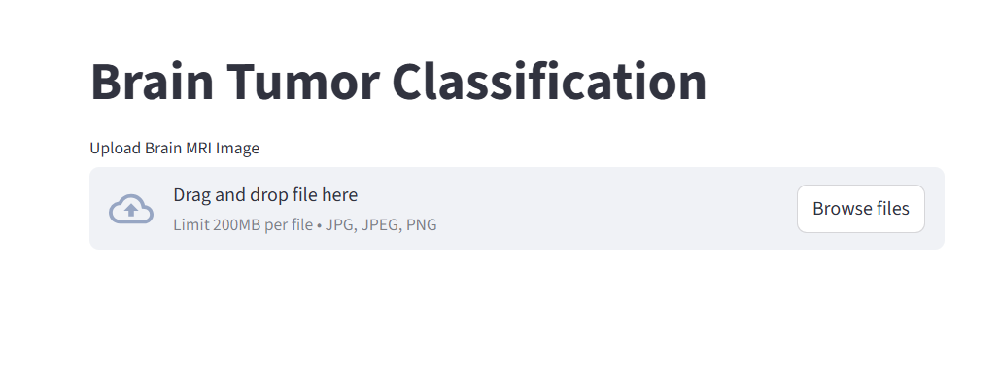 Brain Tumor Classification
Upload Brain MRI Image
Drag and drop file here
Limit 200MB per file • JPG, JPEG, PNG
Browse files